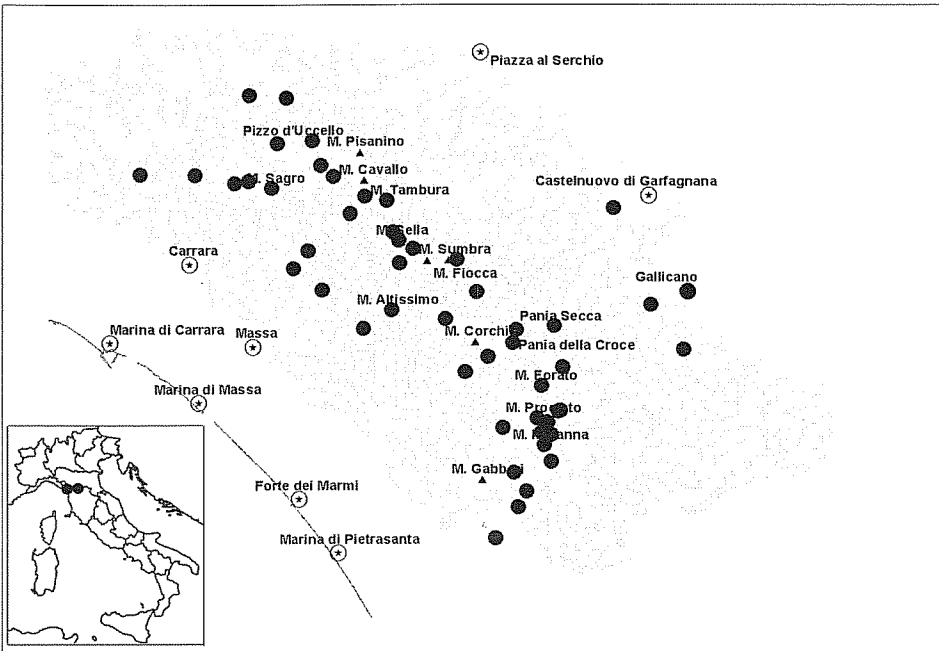 Piazza al Serchio
Pizzo d'Uccello
M. Pisanino
M. Cavallo
M. Sagro
M. Tambura
Castelnuovo di Garfagnana
M. Sella
M. Sumbra
Carrara
M. Fiocca
Gallicano
M. Altissimo
Pania Secca
Marina di Carrara
Massa
M. Corchia
Pania della Croce
M. Forato
Marina di Massa
M. Procinto
M. Nona
M. Gabberi
Forte dei Marmi
Marina di Pietrasanta